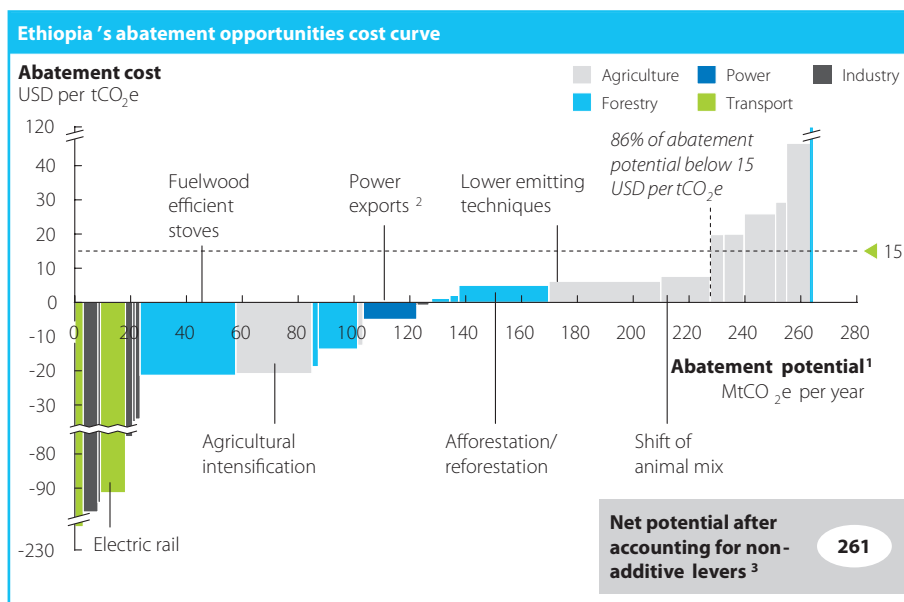 Ethiopia 's abatement opportunities cost curve
Abatement cost
USD per tCO2e
Agriculture
Power
Industry
Forestry
Transport
120
40
30
20
10
0
-10
-20
-30
-80
-90
-230
86% of abatement
potential below 15
USD per tCO2e
Fuelwood
efficient
stoves
Power
exports 2
Lower emitting
techniques
15
0 20 40 60 80 100 120 140 160 180 200 220 240 260 280
Abatement potential1
MtCO 2e per year
Agricultural
intensification
Afforestation/
reforestation
Shift of
animal mix
Electric rail
Net potential after
accounting for non-
additive levers 3
261